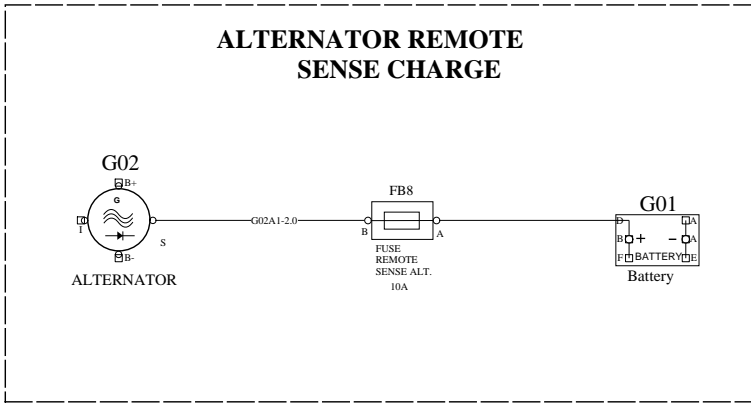 ALTERNATOR REMOTE
SENSE CHARGE
G02
B+
G
I
S
B-
ALTERNATOR
G02A1-2.0
FB8
B
A
FUSE
REMOTE
SENSE ALT.
10A
G01
D
A
B + - A
F BATTERY E
Battery